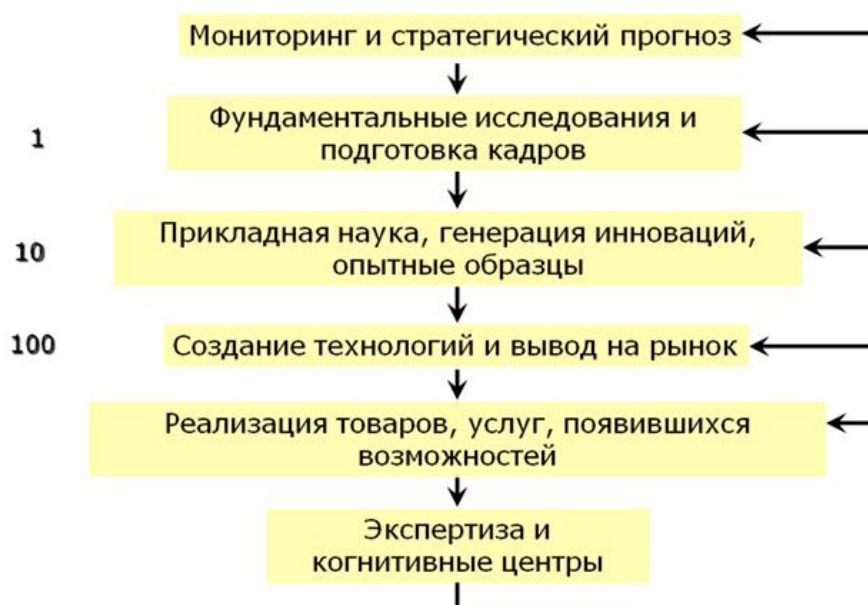 Мониторинг и стратегический прогноз
1
Фундаментальные исследования и
подготовка кадров
10
Прикладная наука, генерация инноваций,
опытные образцы
100
Создание технологий и вывод на рынок
Реализация товаров, услуг, появившихся
возможностей
Экспертиза и
когнитивные центры